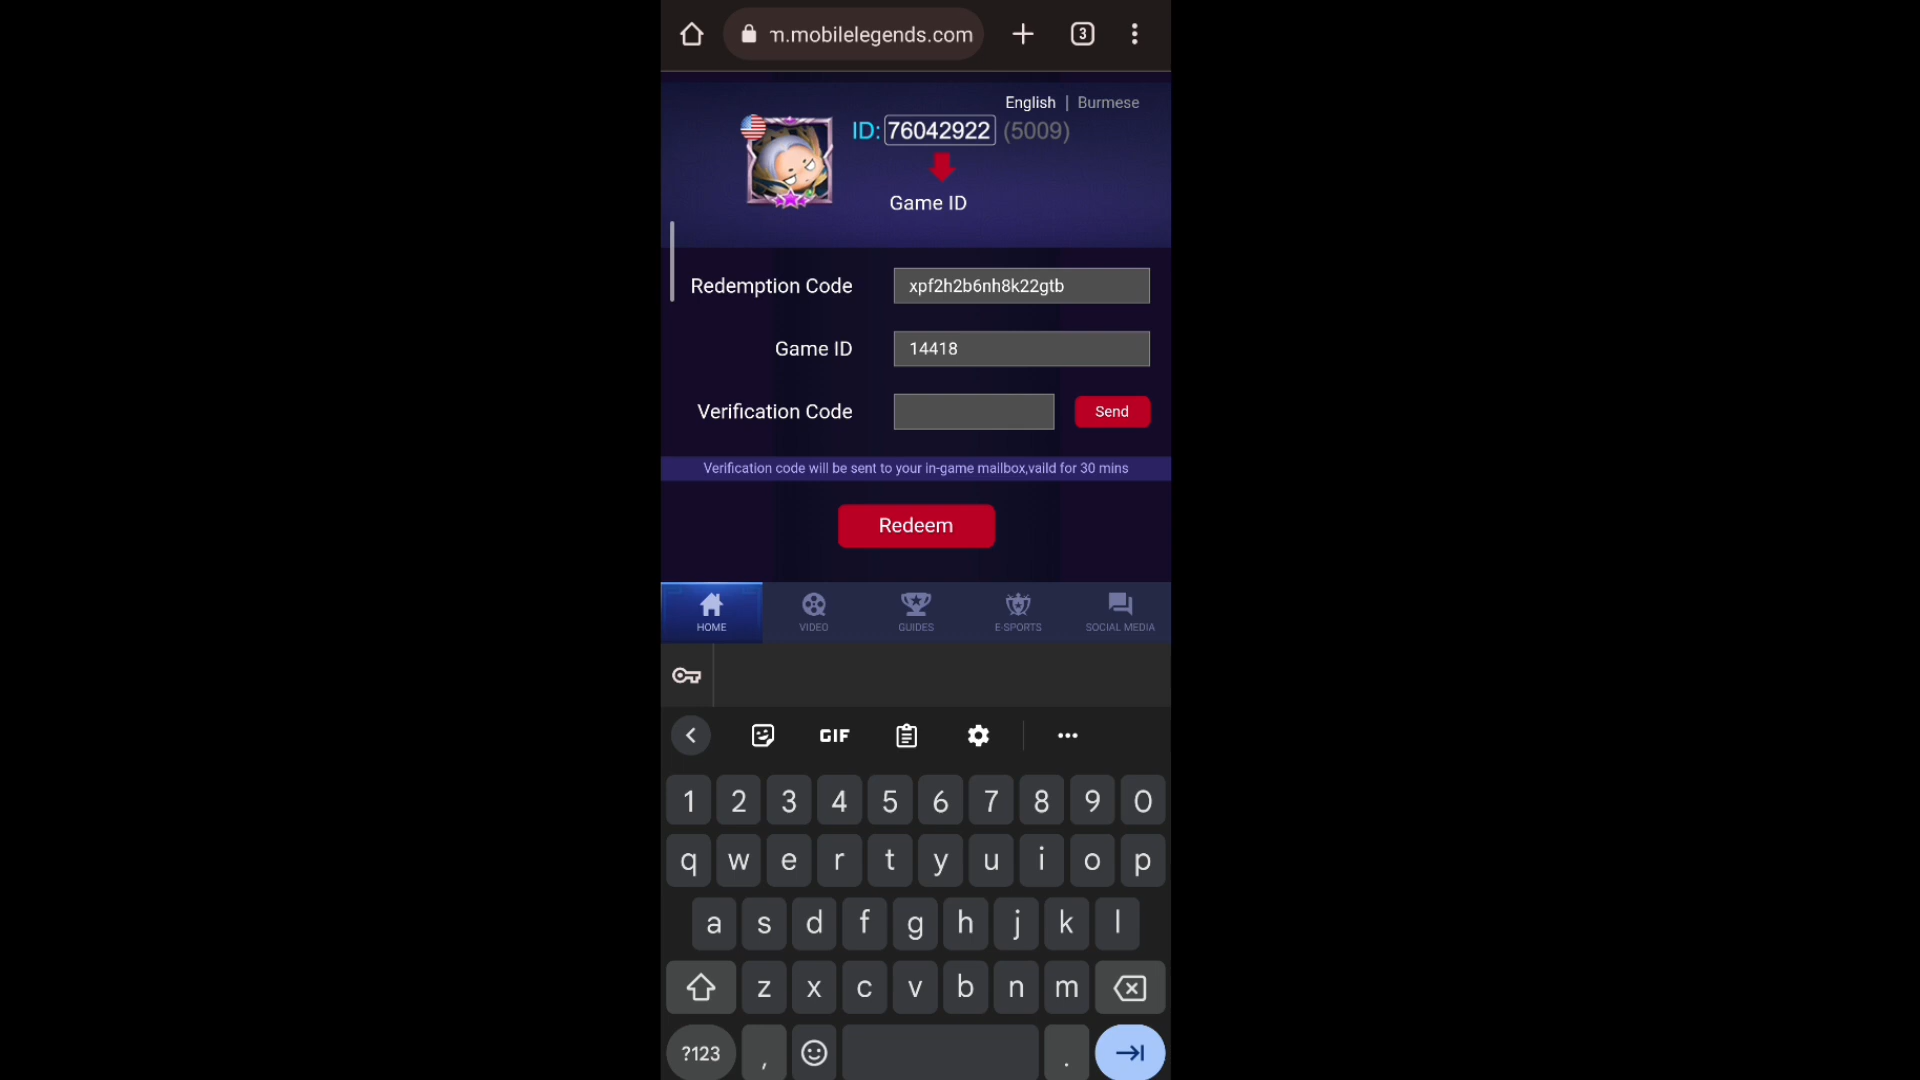 m.mobilelegends.com
3
English | Burmese
ID: 76042922 (5009)
Game ID
Redemption Code xpf2h2b6nh8k22gtb
Game ID 14418
Verification Code Send
Verification code will be sent to your in-game mailbox,vaild for 30 mins
Redeem
HOME VIDEO GUIDES E-SPORTS SOCIAL MEDIA
GIF
1 2 3 4 5 6 7 8 9 0
q w e r t y u i o p
a s d f g h j k l
z x c v b n m
?123 , .